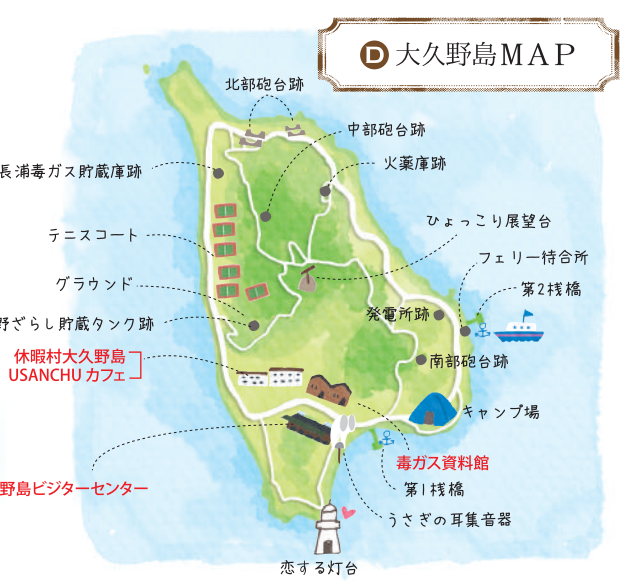 D 大久野島MAP
北部砲台跡
中部砲台跡
長浦毒ガス貯蔵庫跡
火薬庫跡
ひょっこり展望台
テニスコート
フェリー待合所
グラウンド
第2桟橋
発電所跡
野ざらし貯蔵タンク跡
休暇村大久野島
USANCHU カフェ
南部砲台跡
キャンプ場
毒ガス資料館
野島ビジターセンター
第1桟橋
うさぎの耳集音器
恋する灯台